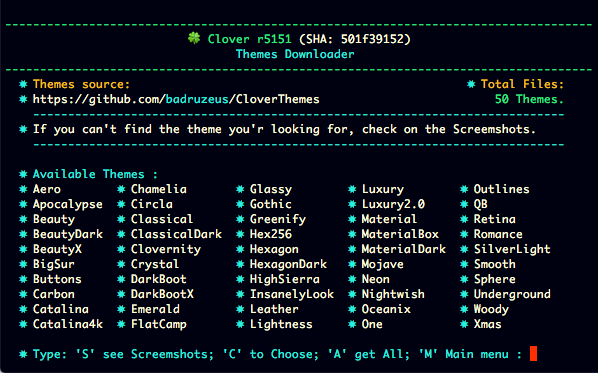 🍀 Clover r5151 (SHA: 501f39152)
Themes Downloader
✸ Themes source: ✸ Total Files:
✸ https://github.com/badruzeus/CloverThemes 50 Themes.
✸ If you can't find the theme you'r looking for, check on the Screenshots.
✸ Available Themes :
✸ Aero ✸ Chamelia ✸ Glassy ✸ Luxury ✸ Outlines
✸ Apocalypse ✸ Circla ✸ Gothic ✸ Luxury2.0 ✸ QB
✸ Beauty ✸ Classical ✸ Greenify ✸ Material ✸ Retina
✸ BeautyDark ✸ ClassicalDark ✸ Hex256 ✸ MaterialBox ✸ Romance
✸ BeautyX ✸ Clovernity ✸ Hexagon ✸ MaterialDark ✸ SilverLight
✸ BigSur ✸ Crystal ✸ HexagonDark ✸ Mojave ✸ Smooth
✸ Buttons ✸ DarkBoot ✸ HighSierra ✸ Neon ✸ Sphere
✸ Carbon ✸ DarkBootX ✸ InsanelyLook ✸ Nightwish ✸ Underground
✸ Catalina ✸ Emerald ✸ Leather ✸ Oceanix ✸ Woody
✸ Catalina4k ✸ FlatCamp ✸ Lightness ✸ One ✸ Xmas
✸ Type: 'S' see Screenshots; 'C' to Choose; 'A' get All; 'M' Main menu :